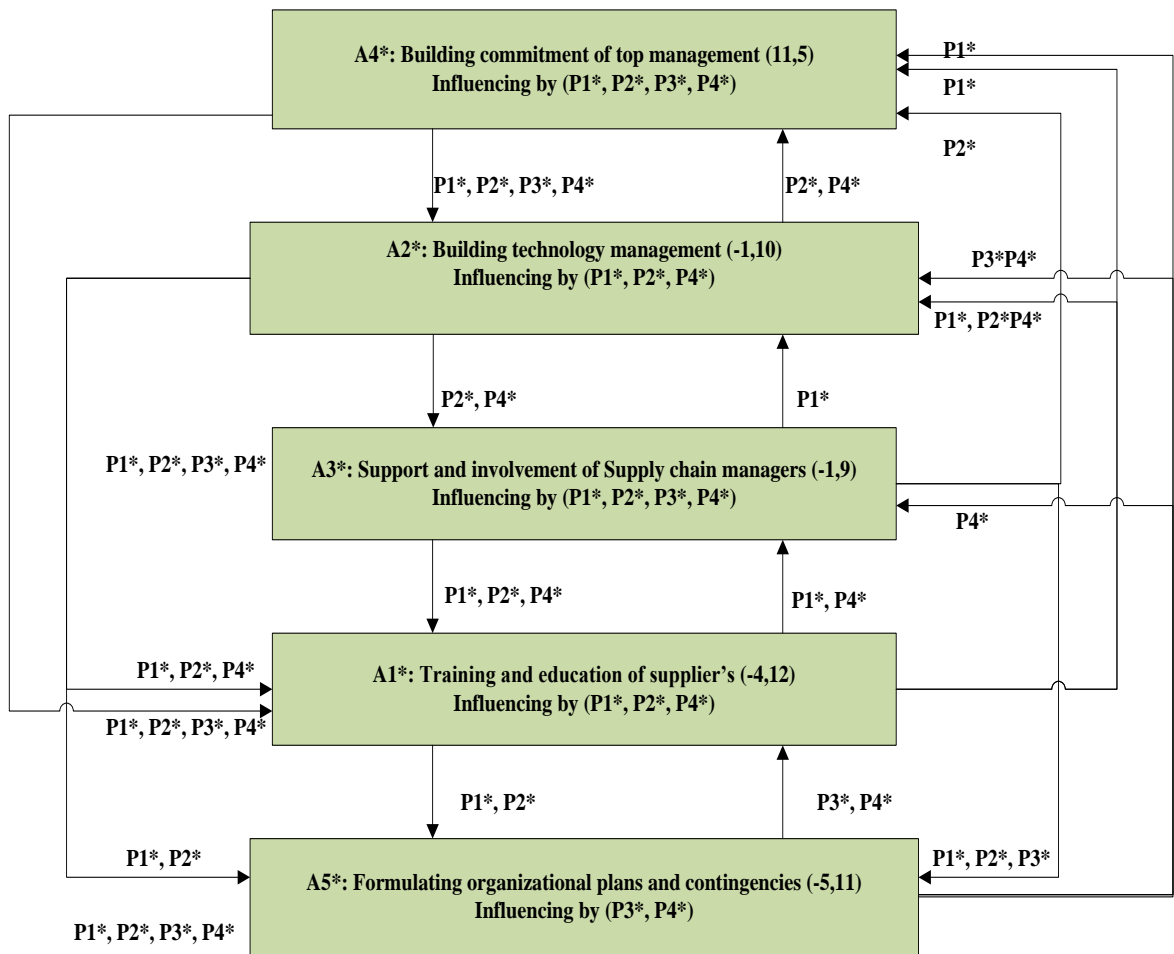 A4*: Building commitment of top management (11,5)
Influencing by (P1*, P2*, P3*, P4*)
P1*
P1*
P2*
P1*, P2*, P3*, P4*
P2*, P4*
A2*: Building technology management (-1,10)
Influencing by (P1*, P2*, P4*)
P3*P4*
P1*, P2*P4*
P2*, P4*
P1*
P1*, P2*, P3*, P4*
A3*: Support and involvement of Supply chain managers (-1,9)
Influencing by (P1*, P2*, P3*, P4*)
P4*
P1*, P2*, P4*
P1*, P4*
P1*, P2*, P4*
P1*, P2*, P3*, P4*
A1*: Training and education of supplier's (-4,12)
Influencing by (P1*, P2*, P4*)
P1*, P2*
P3*, P4*
P1*, P2*
P1*, P2*, P3*
A5*: Formulating organizational plans and contingencies (-5,11)
Influencing by (P3*, P4*)
P1*, P2*, P3*, P4*